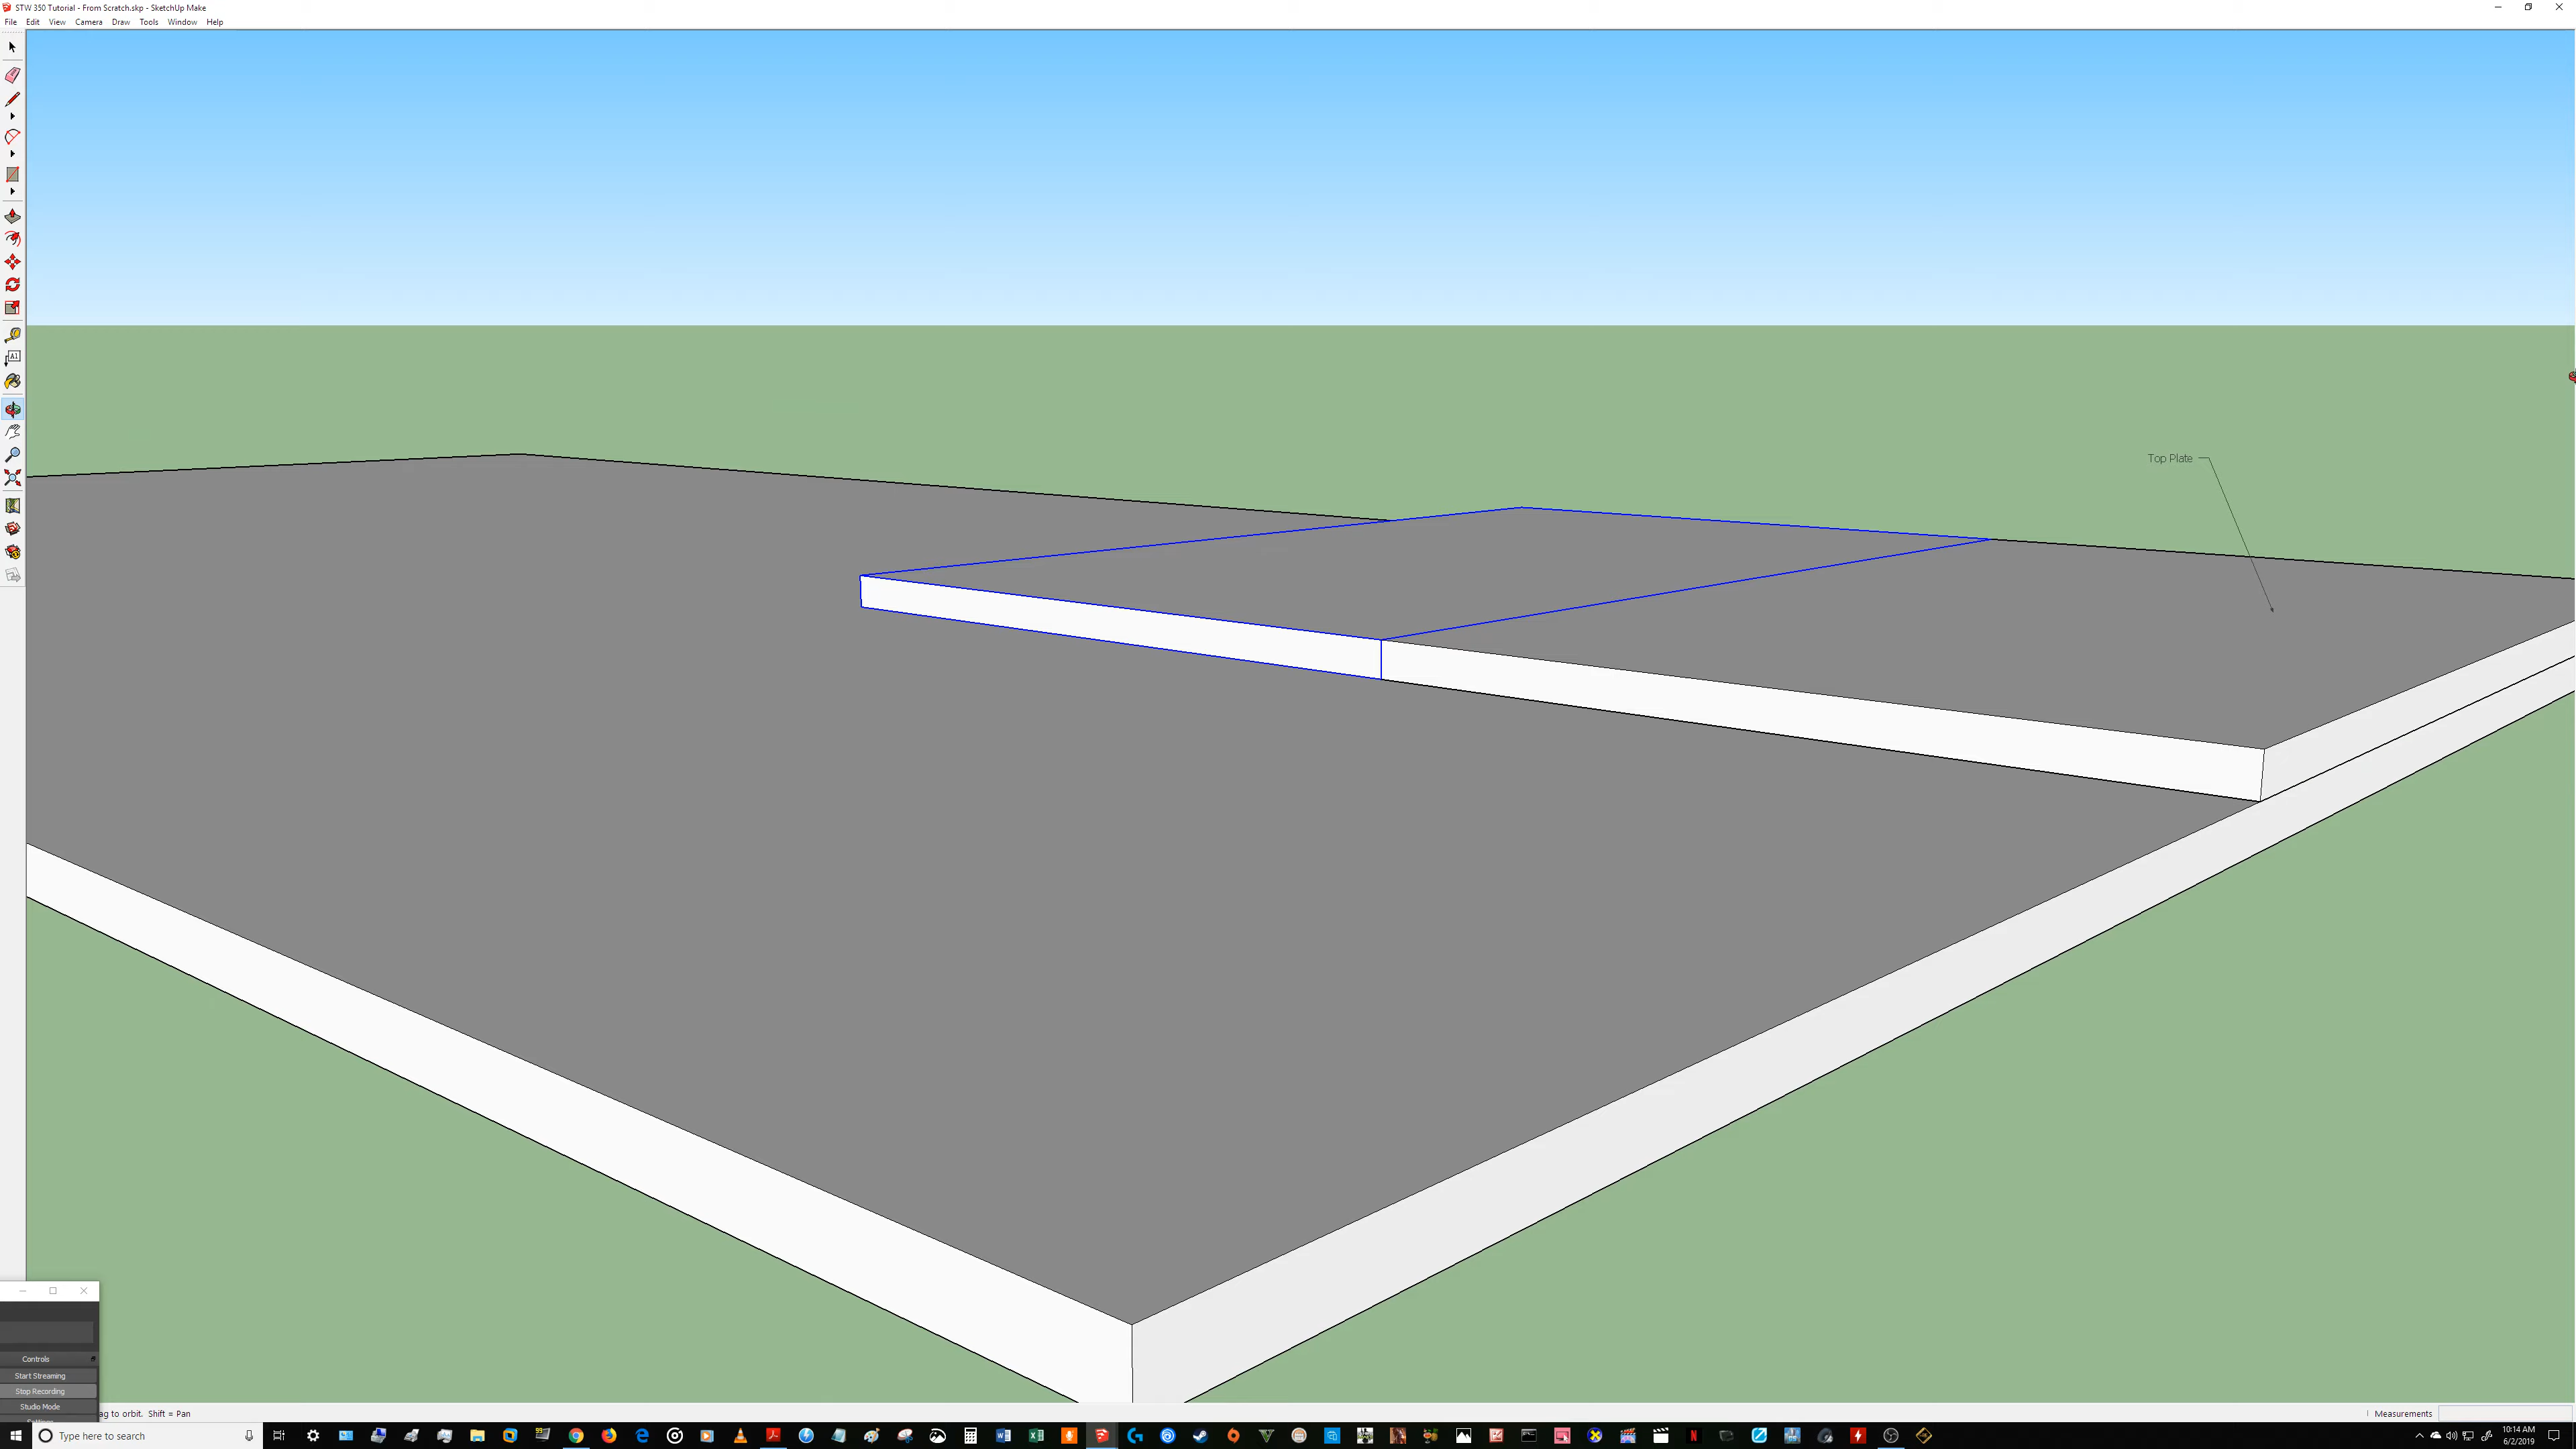 STW 350 Tutorial - From Scratch.skp - SketchUp Make
File Edit View Camera Draw Tools Window Help
A1
Top Plate
Controls
Start Streaming
Stop Recording
Studio Mode
ag to orbit. Shift = Pan
Measurements
Type here to search
10:14 AM
6/2/2019